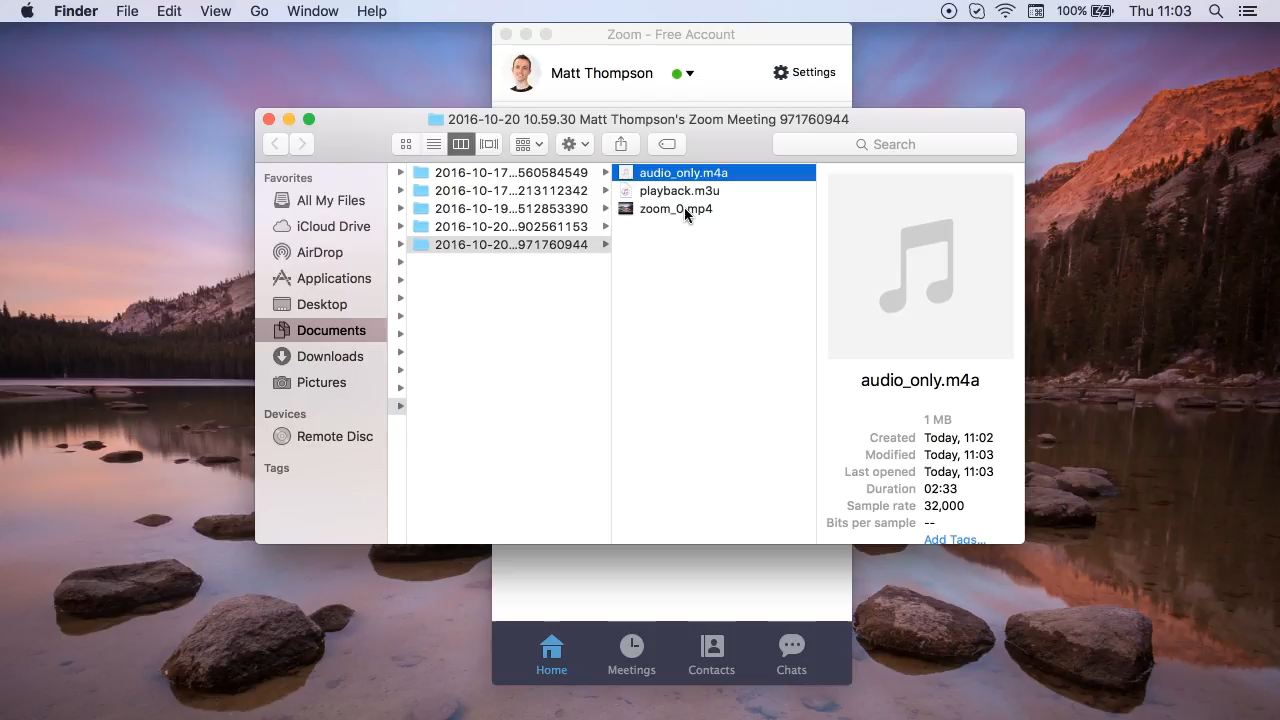 Finder File Edit View Go Window Help
100% Thu 11:03
Zoom - Free Account
Matt Thompson
Settings
2016-10-20 10.59.30 Matt Thompson's Zoom Meeting 971760944
Search
Favorites
All My Files
iCloud Drive
AirDrop
Applications
Desktop
Documents
Downloads
Pictures
Devices
Remote Disc
Tags
2016-10-17...560584549
2016-10-17...213112342
2016-10-19...512853390
2016-10-20...902561153
2016-10-20...971760944
audio_only.m4a
playback.m3u
zoom_0.mp4
audio_only.m4a
1 MB
Created Today, 11:02
Modified Today, 11:03
Last opened Today, 11:03
Duration 02:33
Sample rate 32,000
Bits per sample --
Add Tags...
Home
Meetings
Contacts
Chats